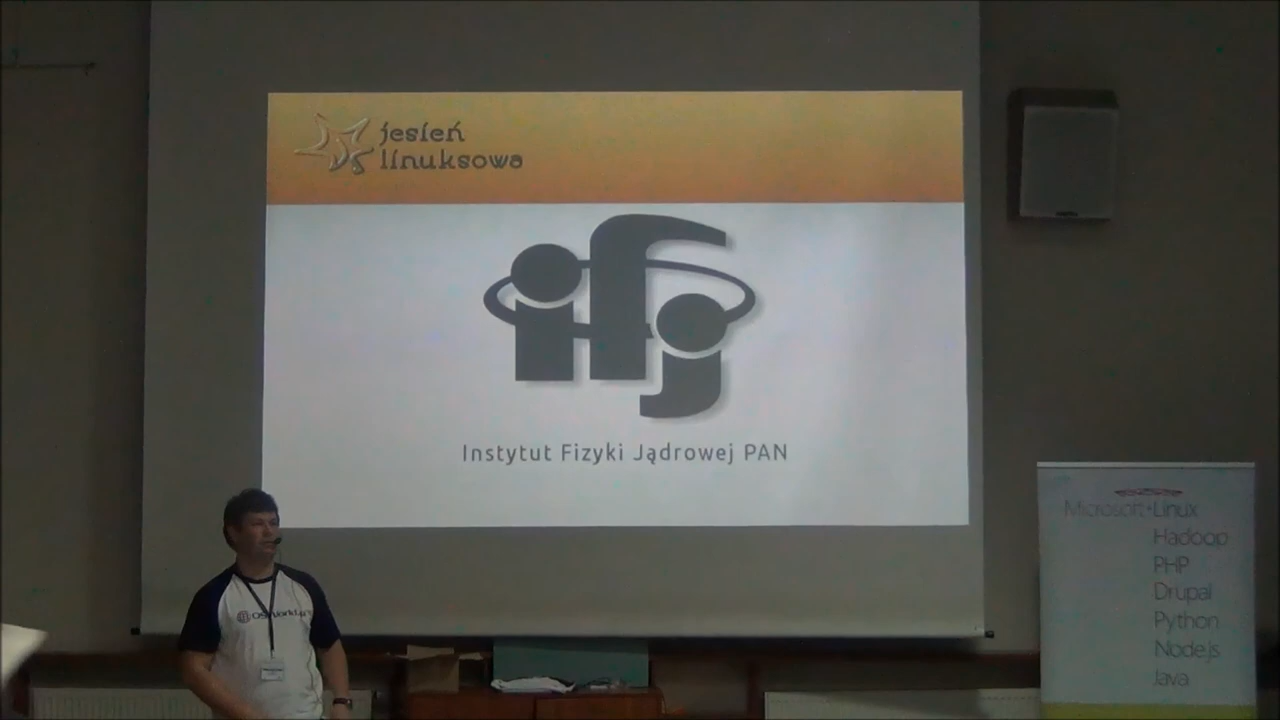 jesień
linuksowa
ifj
Instytut Fizyki Jądrowej PAN
Microsoft+Linux
Hadoop
PHP
Drupal
Python
Node.js
Java